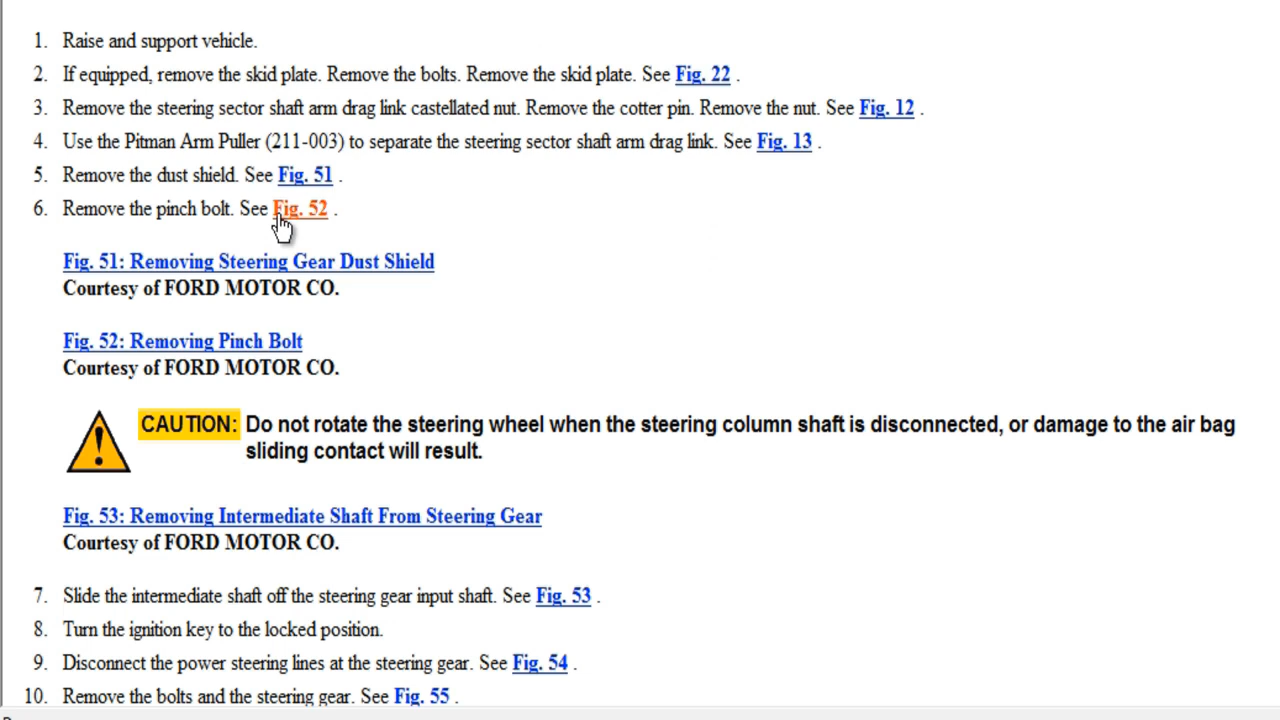 1. Raise and support vehicle.
2. If equipped, remove the skid plate. Remove the bolts. Remove the skid plate. See Fig. 22 .
3. Remove the steering sector shaft arm drag link castellated nut. Remove the cotter pin. Remove the nut. See Fig. 12 .
4. Use the Pitman Arm Puller (211-003) to separate the steering sector shaft arm drag link. See Fig. 13 .
5. Remove the dust shield. See Fig. 51 .
6. Remove the pinch bolt. See Fig. 52 .
Fig. 51: Removing Steering Gear Dust Shield
Courtesy of FORD MOTOR CO.
Fig. 52: Removing Pinch Bolt
Courtesy of FORD MOTOR CO.
CAUTION: Do not rotate the steering wheel when the steering column shaft is disconnected, or damage to the air bag
sliding contact will result.
Fig. 53: Removing Intermediate Shaft From Steering Gear
Courtesy of FORD MOTOR CO.
7. Slide the intermediate shaft off the steering gear input shaft. See Fig. 53 .
8. Turn the ignition key to the locked position.
9. Disconnect the power steering lines at the steering gear. See Fig. 54 .
10. Remove the bolts and the steering gear. See Fig. 55 .